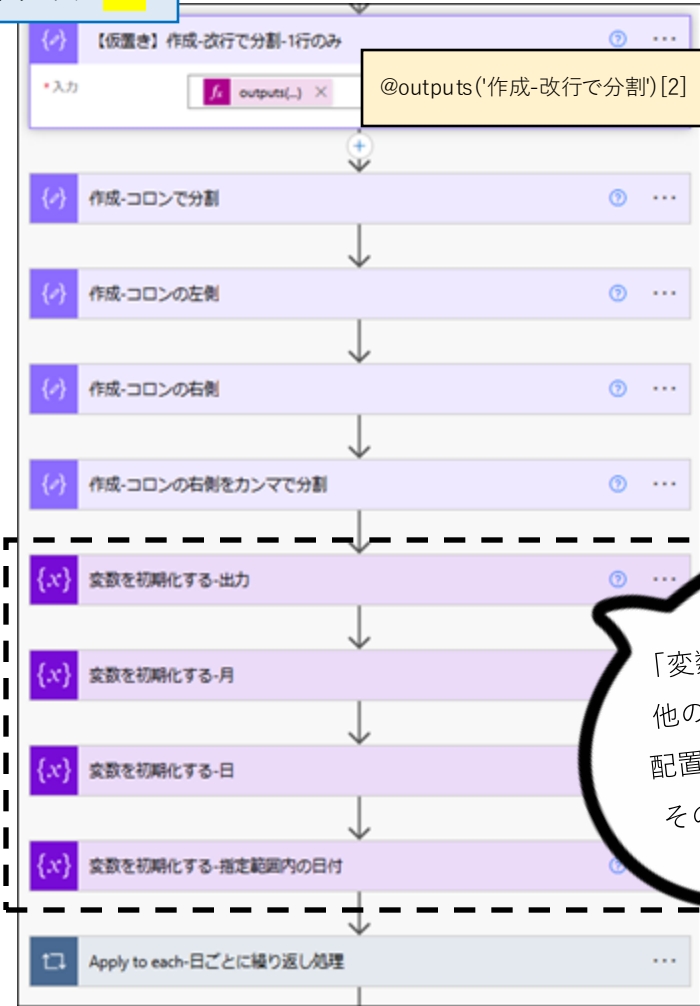 【仮置き】作成-改行で分割-1行のみ
*入力
fx outputs(...) ×
@outputs('作成-改行で分割')[2]
作成-コロンで分割
作成-コロンの左側
作成-コロンの右側
作成-コロンの右側をカンマで分割
変数を初期化する-出力
変数を初期化する-月
変数を初期化する-日
変数を初期化する-指定範囲内の日付
「変数
他の
配置
その
Apply to each-日ごとに繰り返し処理